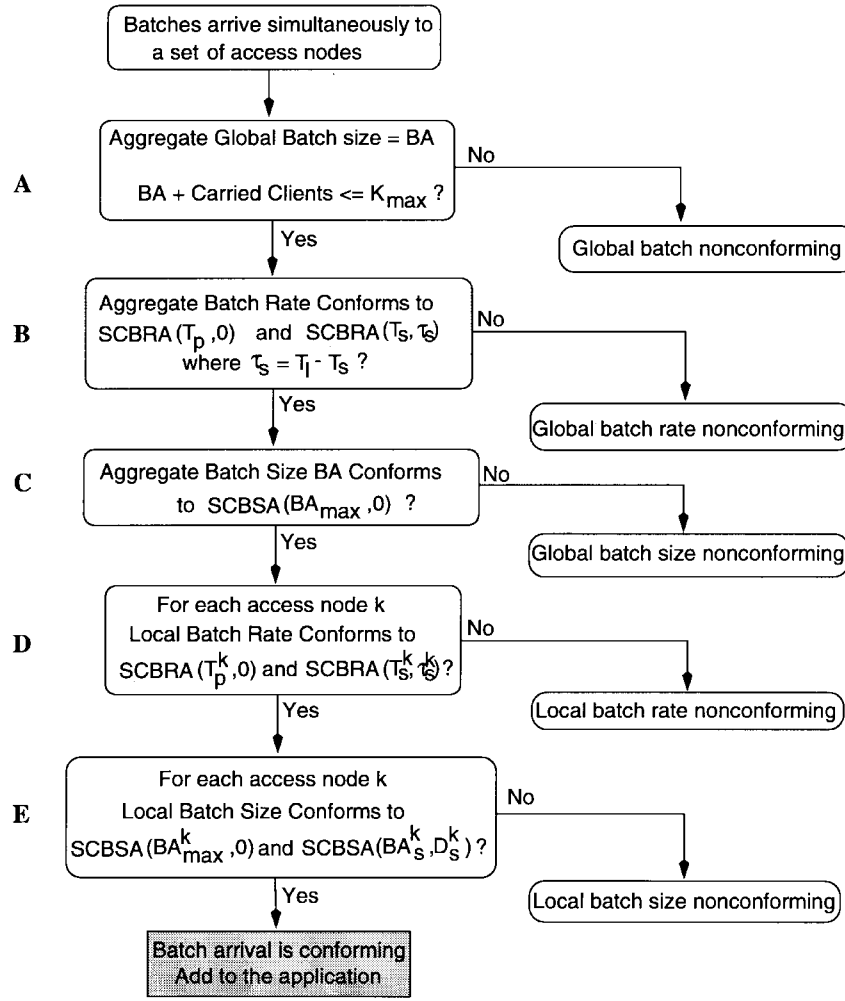 Batches arrive simultaneously to
a set of access nodes
Aggregate Global Batch size = BA
No
A
BA + Carried Clients <= K_max ?
Yes
Global batch nonconforming
Aggregate Batch Rate Conforms to
B
SCBRA(T_p,0) and SCBRA(T_s,τ_s)
No
where τ_s = T_l - T_s ?
Yes
Global batch rate nonconforming
C
Aggregate Batch Size BA Conforms
No
to SCBSA(BA_max,0) ?
Yes
Global batch size nonconforming
For each access node k
D
Local Batch Rate Conforms to
No
SCBRA(T_p^k,0) and SCBRA(T_s^k,τ_s^k)?
Yes
Local batch rate nonconforming
For each access node k
No
E
Local Batch Size Conforms to
SCBSA(BA_max^k,0) and SCBSA(BA_s^k,D_s^k) ?
Yes
Local batch size nonconforming
Batch arrival is conforming
Add to the application